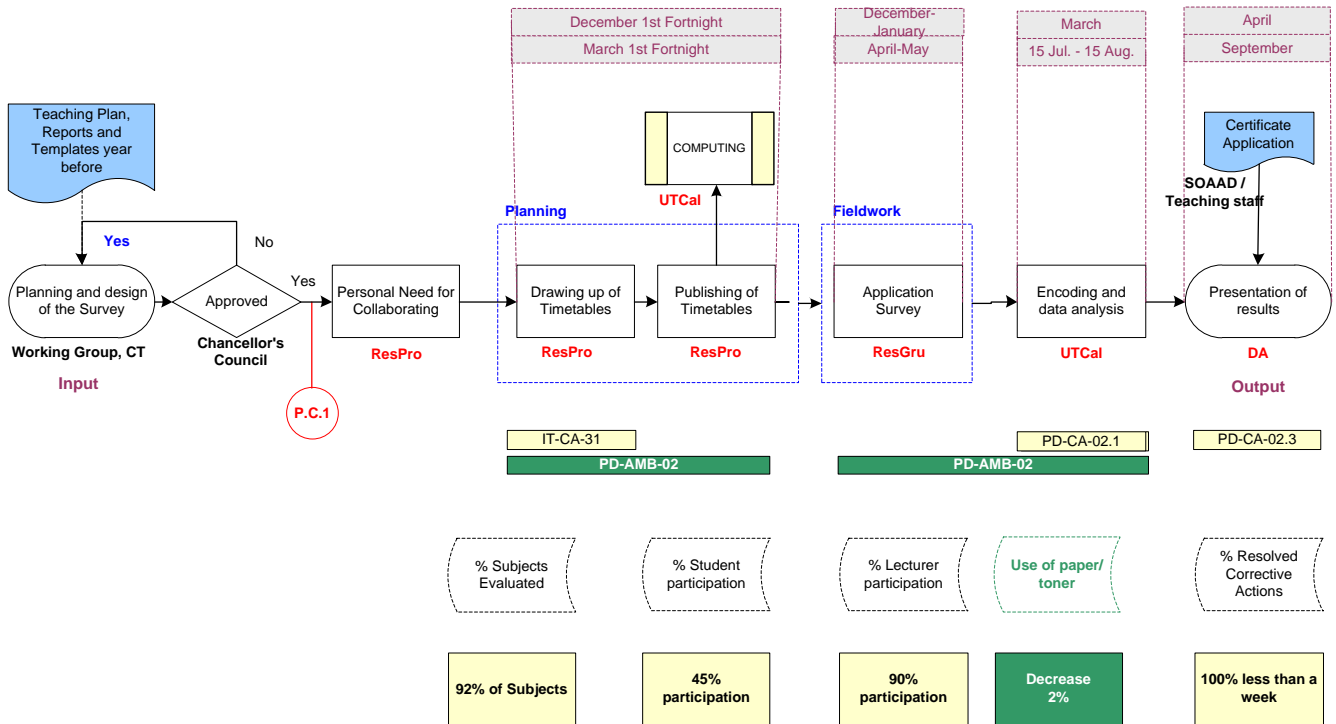 December 1st Fortnight
March 1st Fortnight
December-
January
April-May
March
15 Jul. - 15 Aug.
April
September
Teaching Plan,
Reports and
Templates year
before
COMPUTING
UTCal
Certificate
Application
SOAAD /
Teaching staff
Planning
Fieldwork
Yes
No
Yes
Planning and design
of the Survey
Approved
Personal Need for
Collaborating
Drawing up of
Timetables
Publishing of
Timetables
Application
Survey
Encoding and
data analysis
Presentation of
results
Working Group, CT
Chancellor's
Council
ResPro
ResPro
ResPro
ResGru
UTCal
DA
Input
Output
P.C.1
IT-CA-31
PD-CA-02.1
PD-CA-02.3
PD-AMB-02
PD-AMB-02
% Subjects
Evaluated
% Student
participation
% Lecturer
participation
Use of paper/
toner
% Resolved
Corrective
Actions
92% of Subjects
45%
participation
90%
participation
Decrease
2%
100% less than a
week